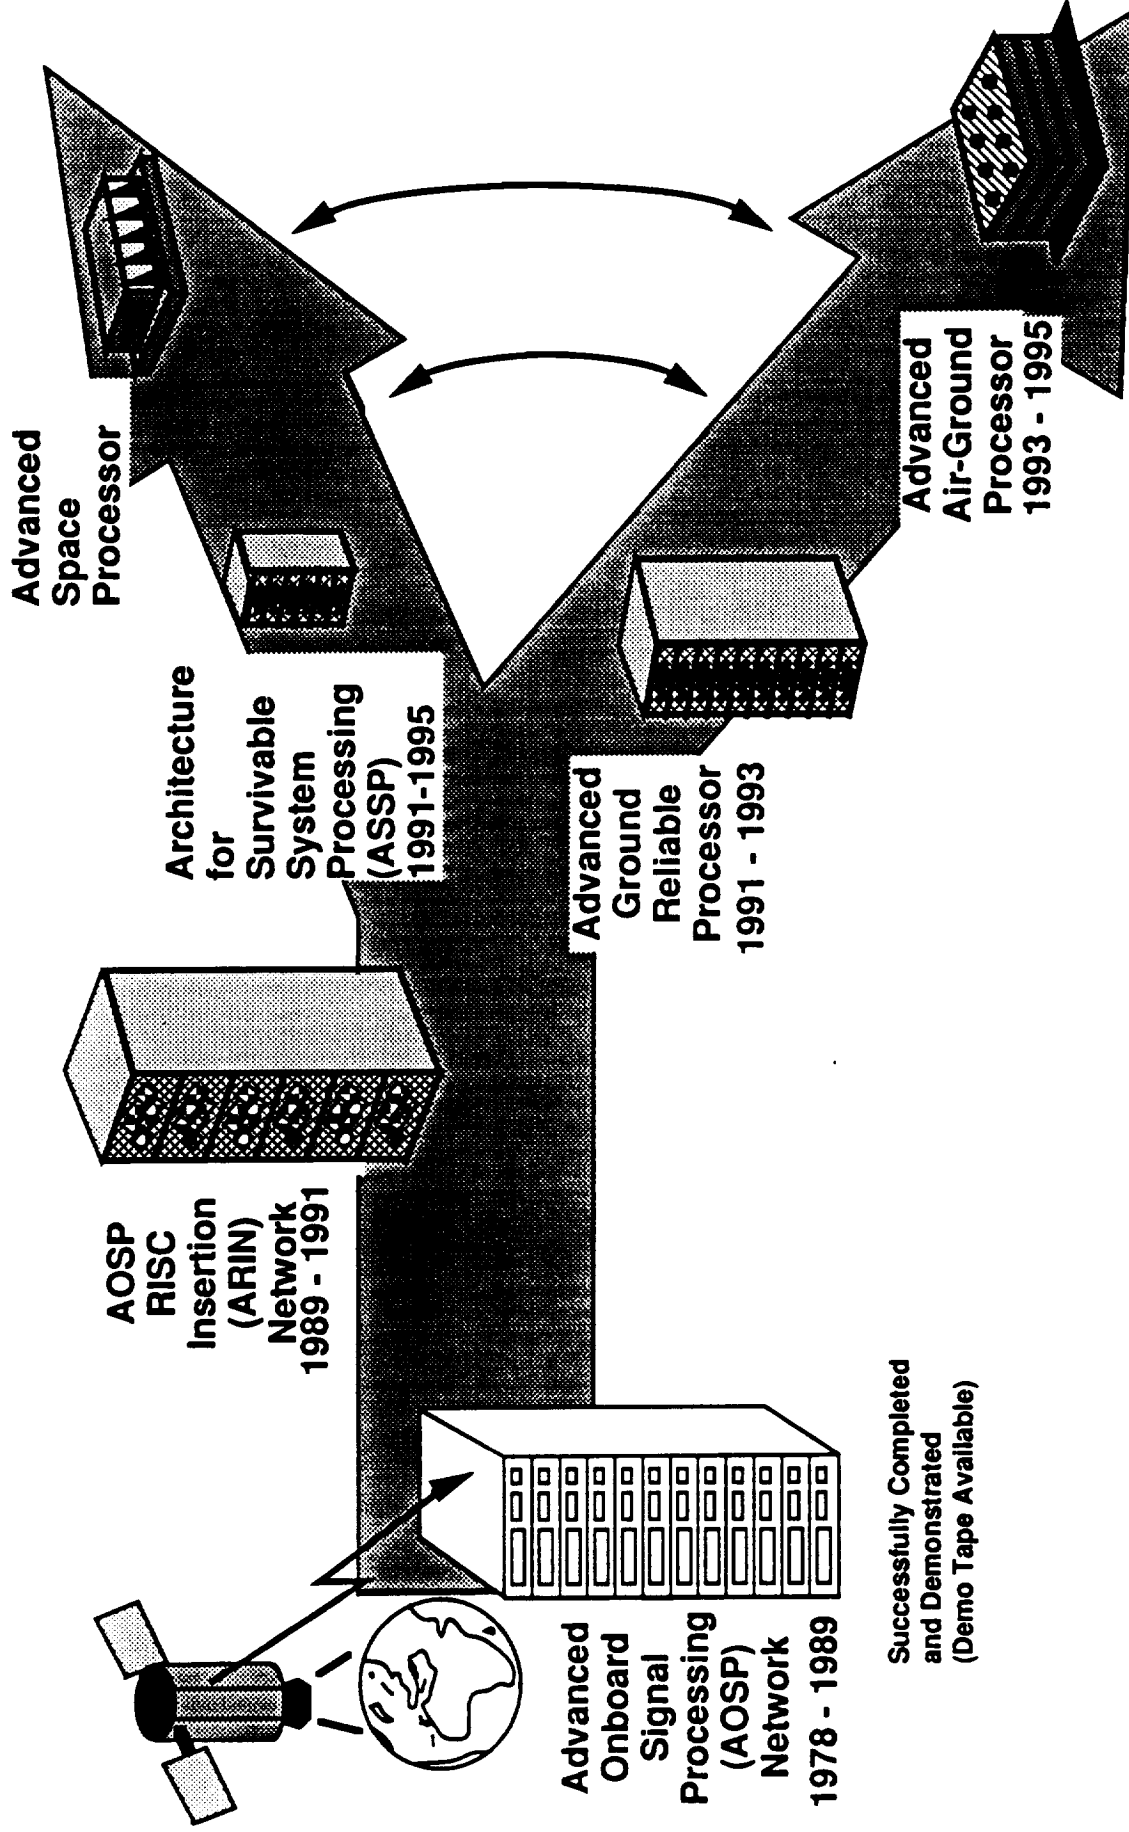 Advanced
Onboard
Signal
Processing
(AOSP)
Network
1978 - 1989
Successfully Completed
and Demonstrated
(Demo Tape Available)
AOSP
RISC
Insertion
(ARIN)
Network
1989 - 1991
Architecture
for
Survivable
System
Processing
(ASSP)
1991-1995
Advanced
Ground
Reliable
Processor
1991 - 1993
Advanced
Space
Processor
Advanced
Air-Ground
Processor
1993 - 1995